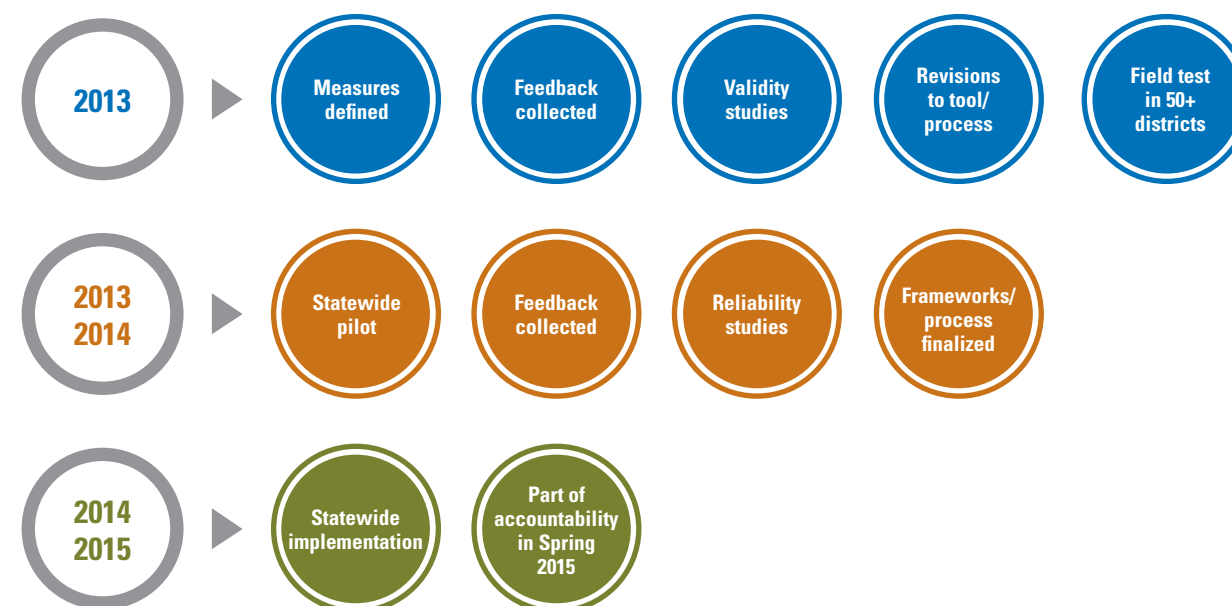 2013
Measures
defined
Feedback
collected
Validity
studies
Revisions
to tool/
process
Field test
in 50+
districts
2013
2014
Statewide
pilot
Feedback
collected
Reliability
studies
Frameworks/
process
finalized
2014
2015
Statewide
implementation
Part of
accountability
in Spring
2015